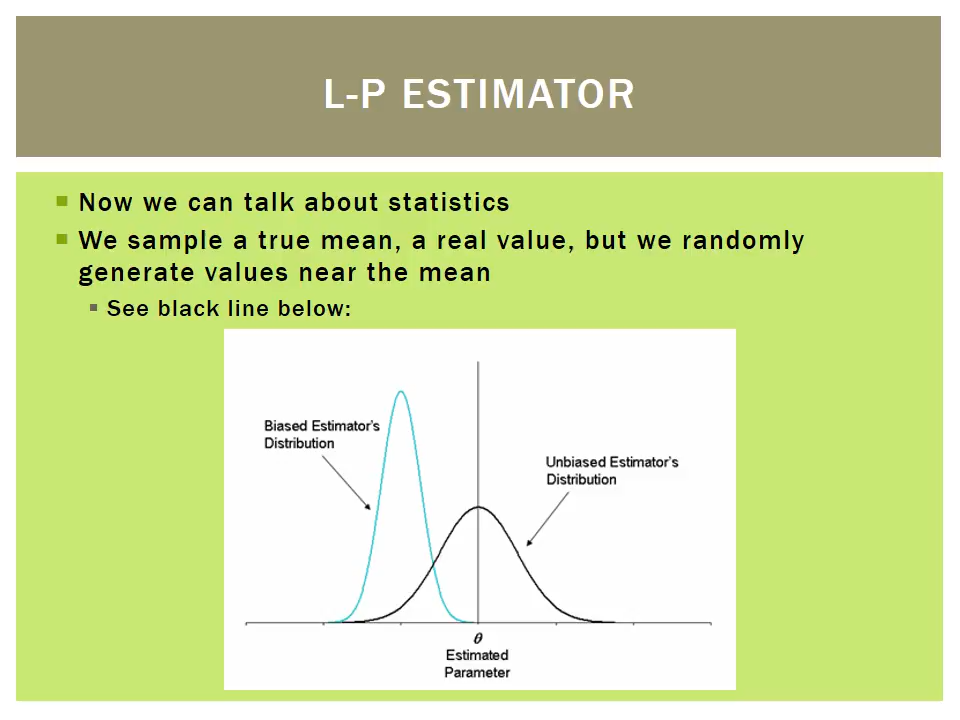 L-P ESTIMATOR
Now we can talk about statistics
We sample a true mean, a real value, but we randomly
generate values near the mean
See black line below:
Biased Estimator's
Distribution
Unbiased Estimator's
Distribution
θ
Estimated
Parameter